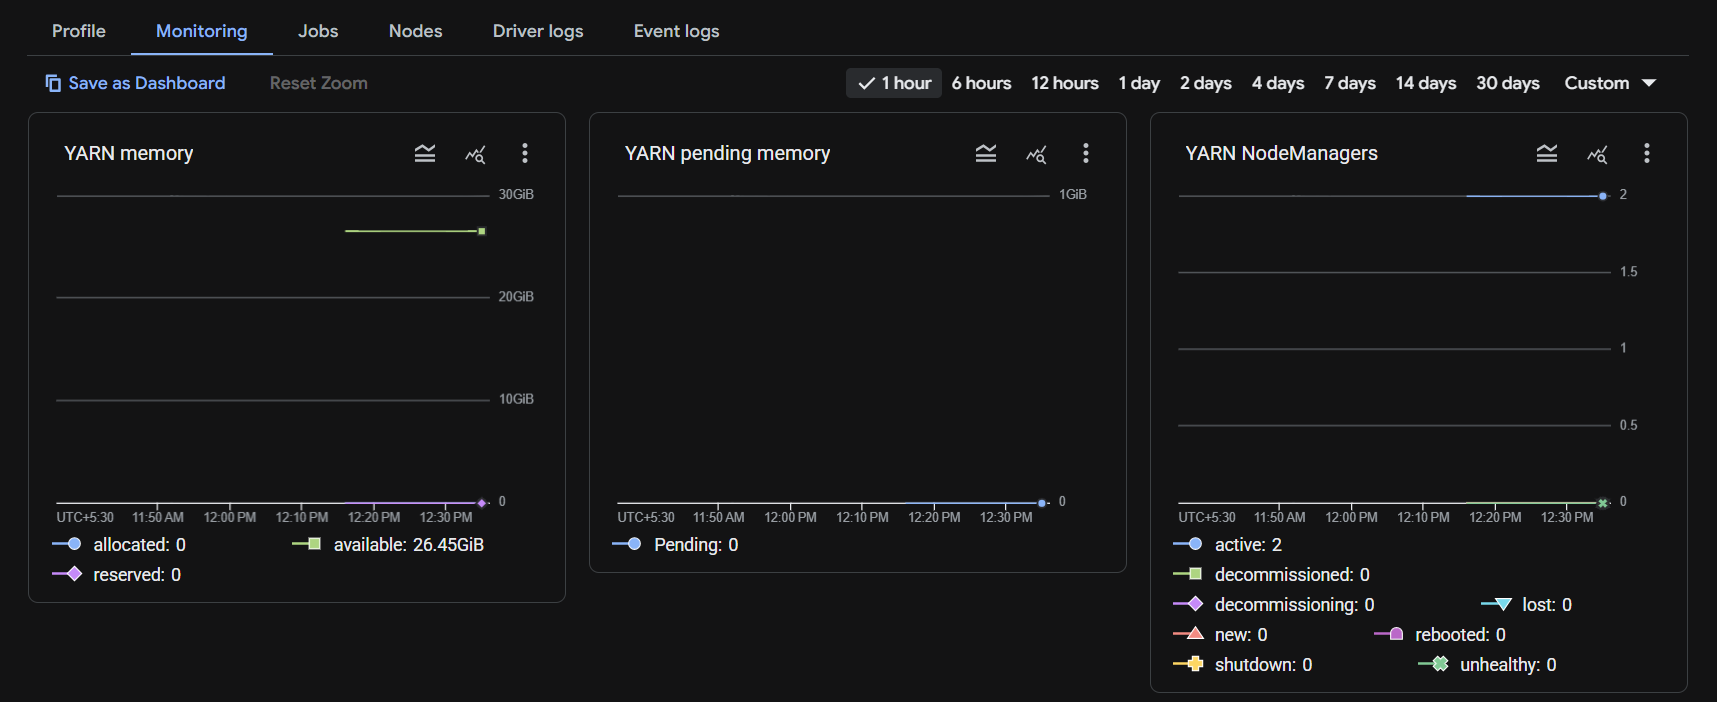 Profile Monitoring Jobs Nodes Driver logs Event logs
Save as Dashboard Reset Zoom 1 hour 6 hours 12 hours 1 day 2 days 4 days 7 days 14 days 30 days Custom
YARN memory
30GiB
20GiB
10GiB
0
UTC+5:30 11:50 AM 12:00 PM 12:10 PM 12:20 PM 12:30 PM
allocated: 0 available: 26.45GiB
reserved: 0
YARN pending memory
1GiB
0
UTC+5:30 11:50 AM 12:00 PM 12:10 PM 12:20 PM 12:30 PM
Pending: 0
YARN NodeManagers
2
1.5
1
0.5
0
UTC+5:30 11:50 AM 12:00 PM 12:10 PM 12:20 PM 12:30 PM
active: 2
decommissioned: 0
decommissioning: 0 lost: 0
new: 0 rebooted: 0
shutdown: 0 unhealthy: 0